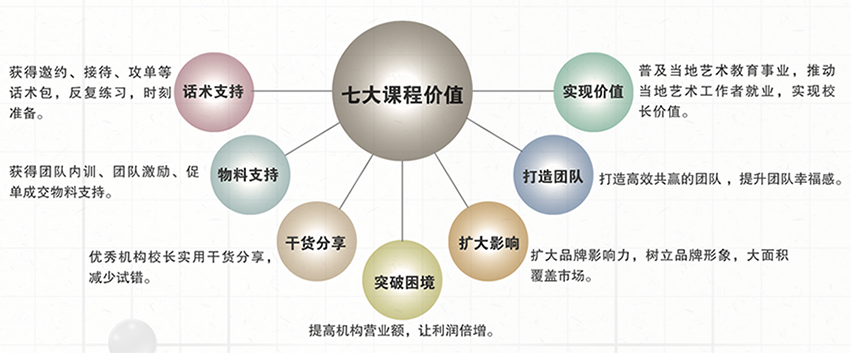 七大课程价值
话术支持
获得邀约、接待、攻单等
话术包，反复练习，时刻
准备。
物料支持
获得团队内训、团队激励、促
单成交物料支持。
干货分享
优秀机构校长实用干货分享，
减少试错。
突破困境
提高机构营业额，让利润倍增。
扩大影响
扩大品牌影响力，树立品牌形象，大面积
覆盖市场。
打造团队
打造高效共赢的团队，提升团队幸福感。
实现价值
普及当地艺术教育事业，推动
当地艺术工作者就业，实现校
长价值。